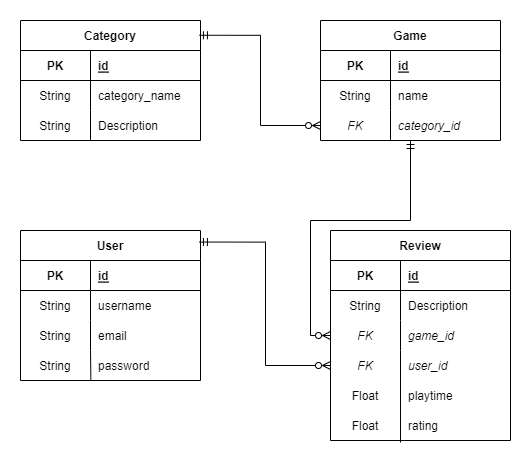 Category
PK id
String category_name
String Description
Game
PK id
String name
FK category_id
User
PK id
String username
String email
String password
Review
PK id
String Description
FK game_id
FK user_id
Float playtime
Float rating